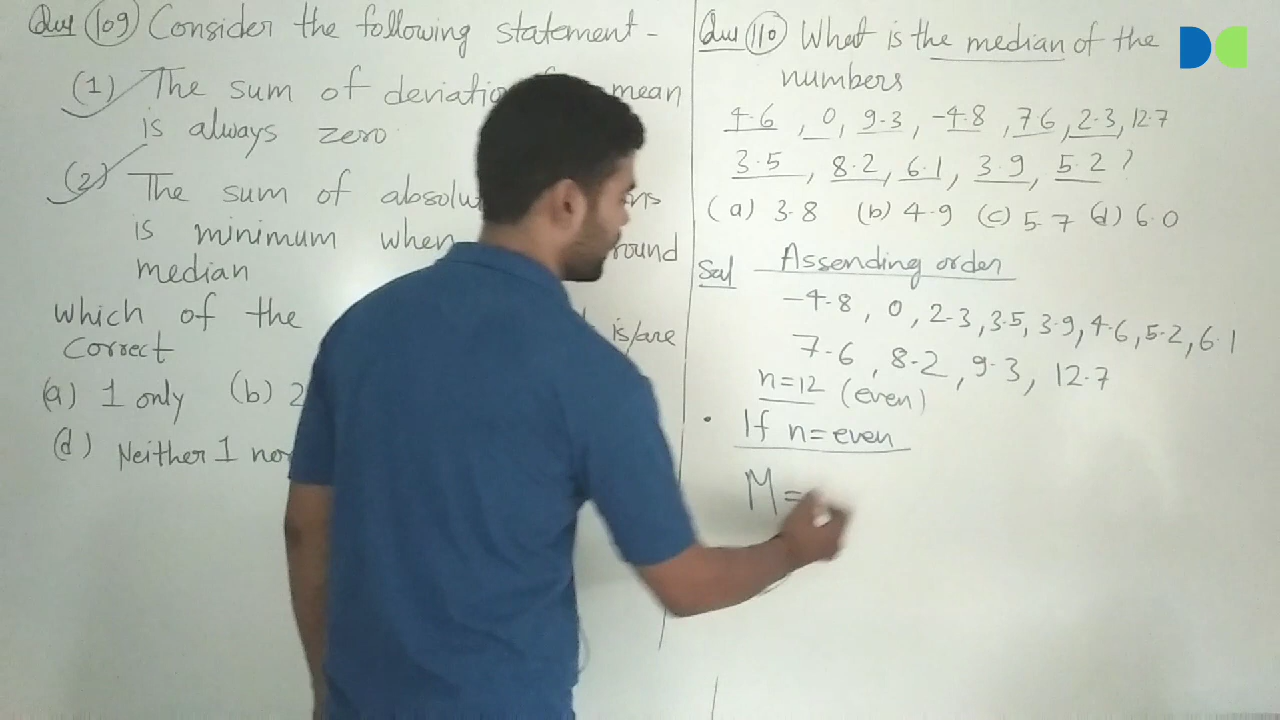 Ques 109 Consider the following statement -
(1) The sum of deviatio mean
is always zero
(2) The sum of absolu ns
is minimum when round
median
which of the is/are
Correct
(a) 1 only (b) 2
(d) Neither 1 nor
Ques 110 What is the median of the
numbers
4.6, 0, 9.3, -4.8, 7.6, 2.3, 12.7
3.5, 8.2, 6.1, 3.9, 5.2?
(a) 3.8 (b) 4.9 (c) 5.7 (d) 6.0
Sol Assending order
-4.8, 0, 2.3, 3.5, 3.9, 4.6, 5.2, 6.1
7.6, 8.2, 9.3, 12.7
n=12 (even)
If n=even
M=
DC